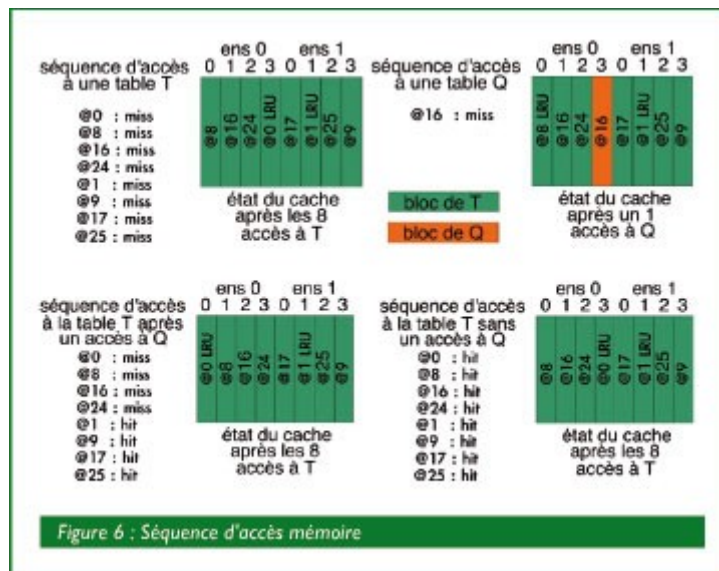 séquence d'accès
à une table T
@0 : miss
@8 : miss
@16 : miss
@24 : miss
@1 : miss
@9 : miss
@17 : miss
@25 : miss
ens 0 ens 1
0 1 2 3 0 1 2 3
@8 @16 @24 @0 LRU @17 @1 LRU @25 @9
état du cache
après les 8
accès à T
séquence d'accès
à une table Q
@16 : miss
bloc de T
bloc de Q
ens 0 ens 1
0 1 2 3 0 1 2 3
@8 LRU @16 @24 @16 @17 @1 LRU @25 @9
état du cache
après un 1
accès à Q
séquence d'accès
à la table T après
un accès à Q
@0 : miss
@8 : miss
@16 : miss
@24 : miss
@1 : hit
@9 : hit
@17 : hit
@25 : hit
ens 0 ens 1
0 1 2 3 0 1 2 3
@0 LRU @8 @16 @24 @17 @1 LRU @25 @9
état du cache
après les 8
accès à T
séquence d'accès
à la table T sans
un accès à Q
@0 : hit
@8 : hit
@16 : hit
@24 : hit
@1 : hit
@9 : hit
@17 : hit
@25 : hit
ens 0 ens 1
0 1 2 3 0 1 2 3
@8 @16 @24 @0 LRU @17 @1 LRU @25 @9
état du cache
après les 8
accès à T
Figure 6 : Séquence d'accès mémoire